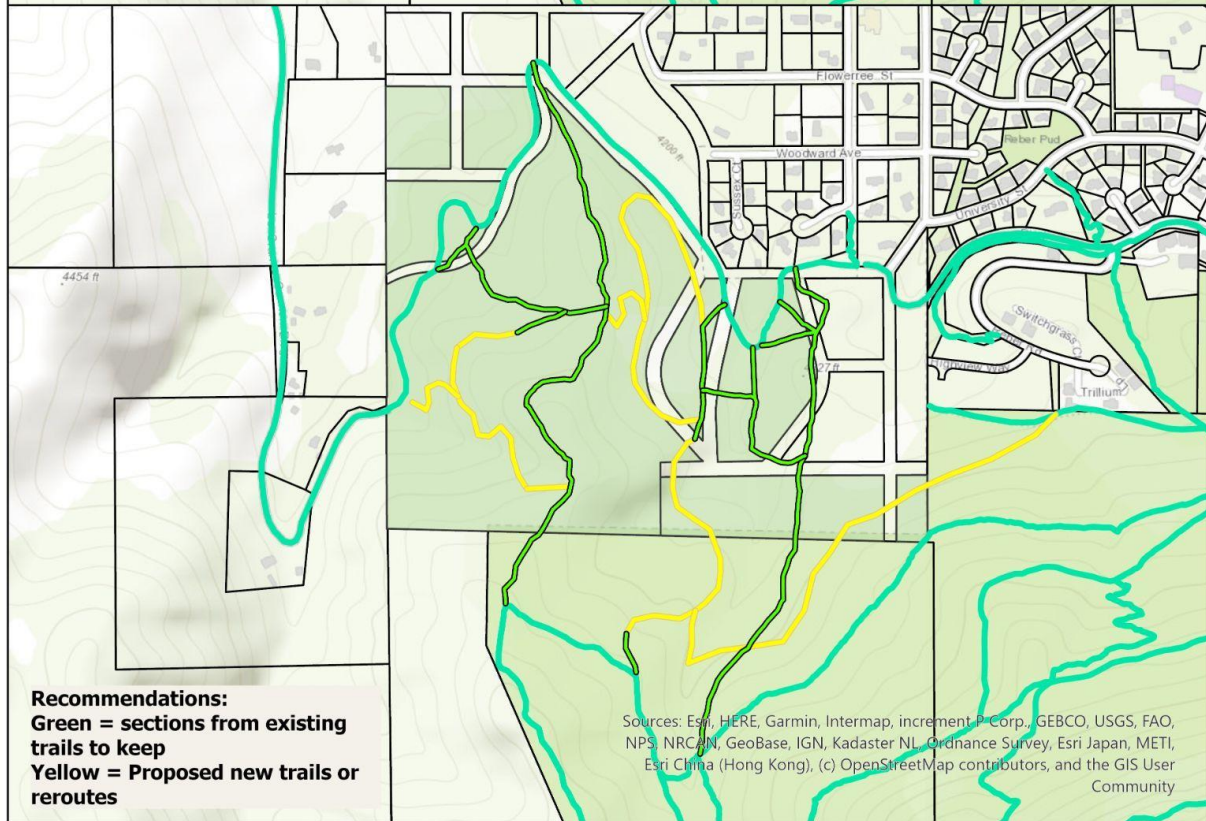 Flowerree St
4200 ft
Woodward Ave
Reber Pud
Sussex Ct
University St
4454 ft
Switchgrass Ct
Highview Way
Trillium
Recommendations:
Green = sections from existing
trails to keep
Yellow = Proposed new trails or
reroutes
Sources: Esri, HERE, Garmin, Intermap, increment P Corp., GEBCO, USGS, FAO,
NPS, NRCAN, GeoBase, IGN, Kadaster NL, Ordnance Survey, Esri Japan, METI,
Esri China (Hong Kong), (c) OpenStreetMap contributors, and the GIS User
Community